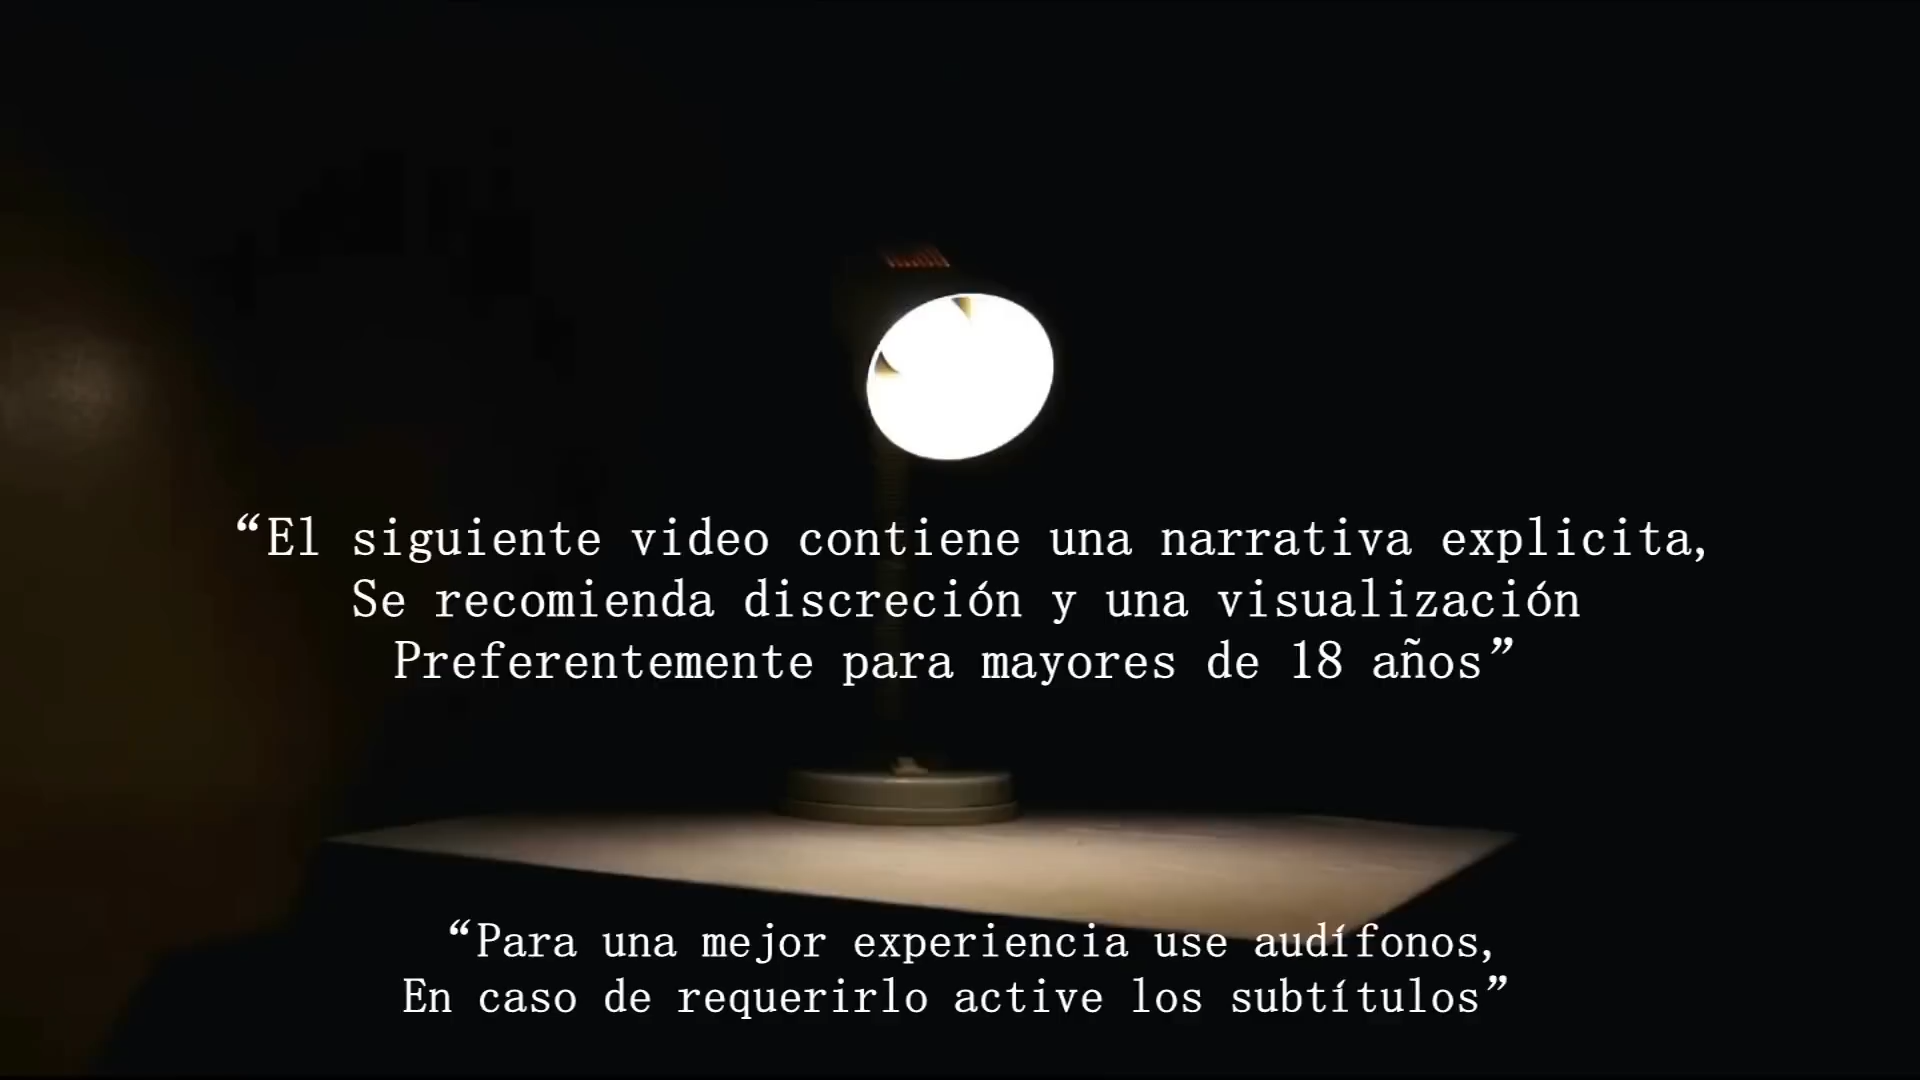 “El siguiente video contiene una narrativa explicita,
Se recomienda discreción y una visualización
Preferentemente para mayores de 18 años”
“Para una mejor experiencia use audífonos,
En caso de requerirlo active los subtítulos”